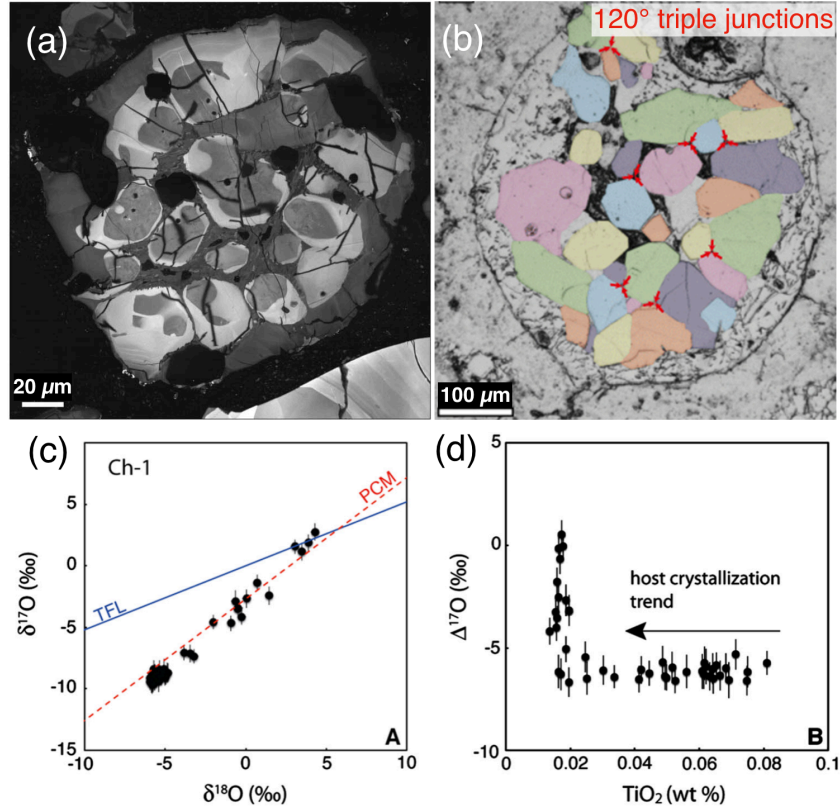 (a)
20 µm
120° triple junctions
(b)
100 µm
(c)
Ch-1
PCM
TFL
5
0
-5
-10
-15
δ¹⁷O (‰)
-10 -5 0 5 10
δ¹⁸O (‰)
A
(d)
5
0
-5
-10
Δ¹⁷O (‰)
host crystallization
trend
0 0.02 0.04 0.06 0.08 0.1
TiO₂ (wt %)
B